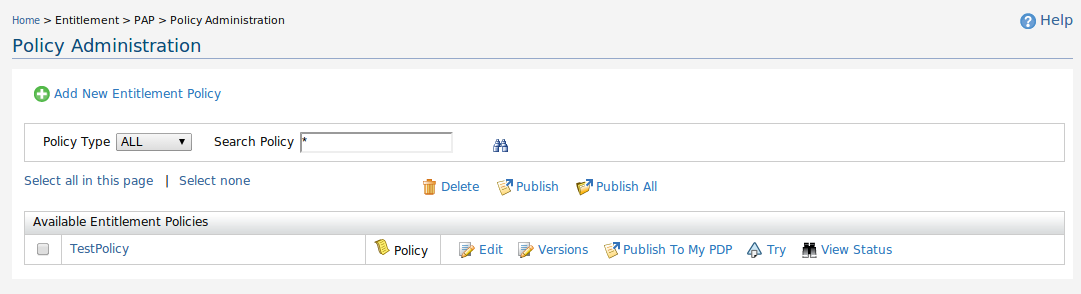 Home > Entitlement > PAP > Policy Administration
Help
Policy Administration
Add New Entitlement Policy
Policy Type ALL Search Policy *
Select all in this page | Select none
Delete Publish Publish All
Available Entitlement Policies
TestPolicy Policy Edit Versions Publish To My PDP Try View Status